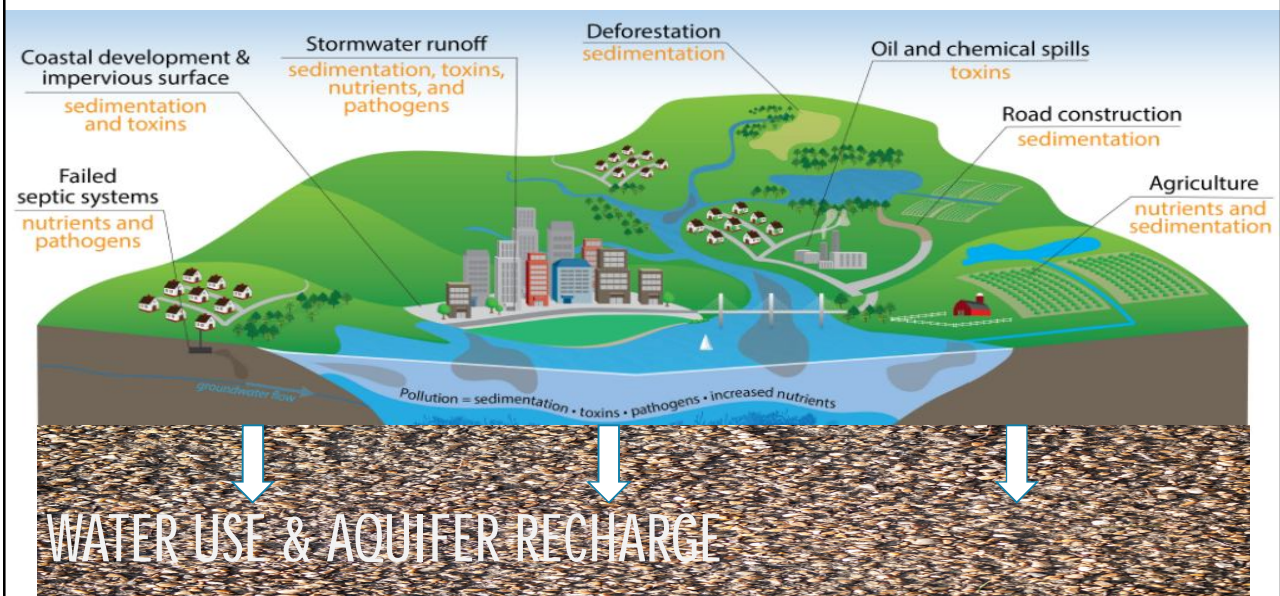 Coastal development &
impervious surface
sedimentation
and toxins
Stormwater runoff
sedimentation, toxins,
nutrients, and
pathogens
Deforestation
sedimentation
Oil and chemical spills
toxins
Road construction
sedimentation
Agriculture
nutrients and
sedimentation
Failed
septic systems
nutrients and
pathogens
groundwater flow
Pollution = sedimentation • toxins • pathogens • increased nutrients
WATER USE & AQUIFER RECHARGE